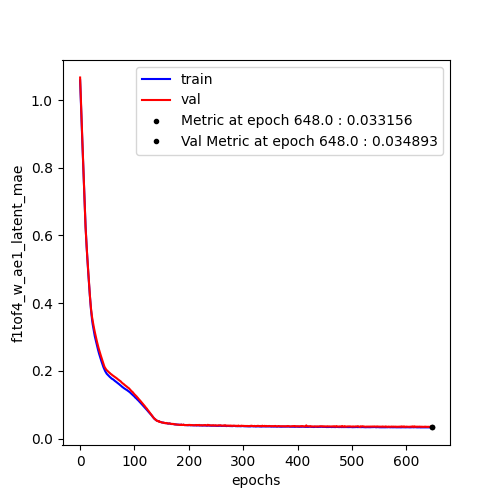 train
val
Metric at epoch 648.0 : 0.033156
Val Metric at epoch 648.0 : 0.034893
f1tof4_w_ae1_latent_mae
1.0
0.8
0.6
0.4
0.2
0.0
0 100 200 300 400 500 600
epochs